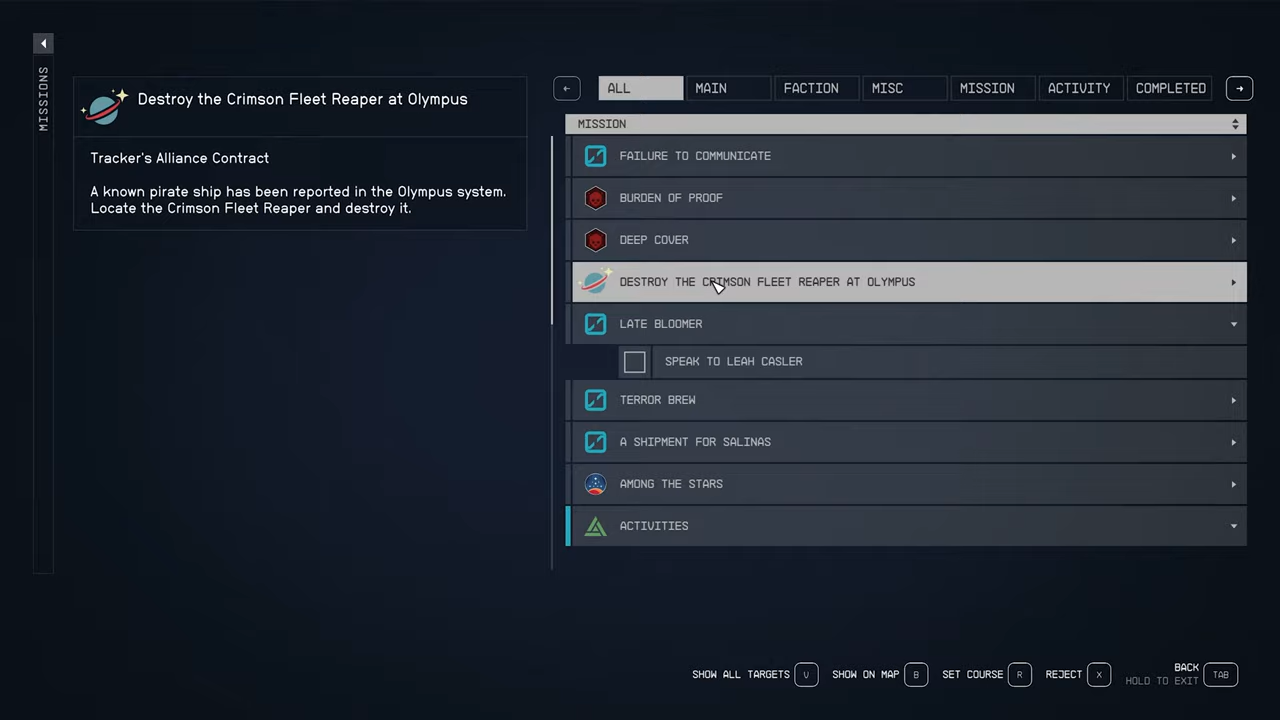 MISSIONS
Destroy the Crimson Fleet Reaper at Olympus
Tracker's Alliance Contract
A known pirate ship has been reported in the Olympus system.
Locate the Crimson Fleet Reaper and destroy it.
ALL MAIN FACTION MISC MISSION ACTIVITY COMPLETED
MISSION
FAILURE TO COMMUNICATE
BURDEN OF PROOF
DEEP COVER
DESTROY THE CRIMSON FLEET REAPER AT OLYMPUS
LATE BLOOMER
SPEAK TO LEAH CASLER
TERROR BREW
A SHIPMENT FOR SALINAS
AMONG THE STARS
ACTIVITIES
SHOW ALL TARGETS V SHOW ON MAP B SET COURSE R REJECT X BACK TAB
HOLD TO EXIT